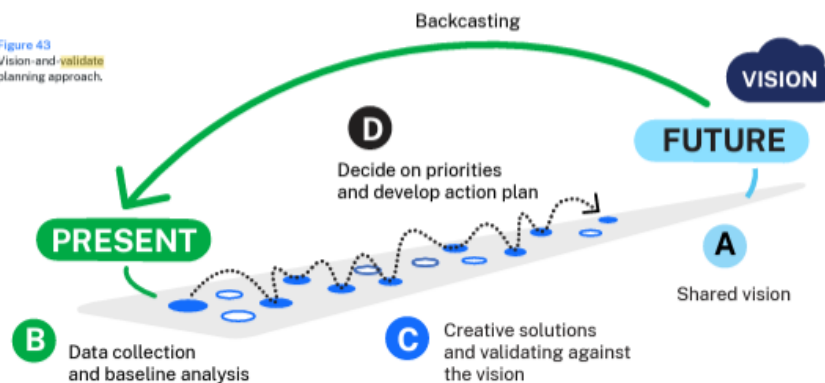 Backcasting
Figure 43
Vision-and-validate
planning approach.
VISION
FUTURE
D
Decide on priorities
and develop action plan
PRESENT
A
Shared vision
B
Data collection
and baseline analysis
C
Creative solutions
and validating against
the vision